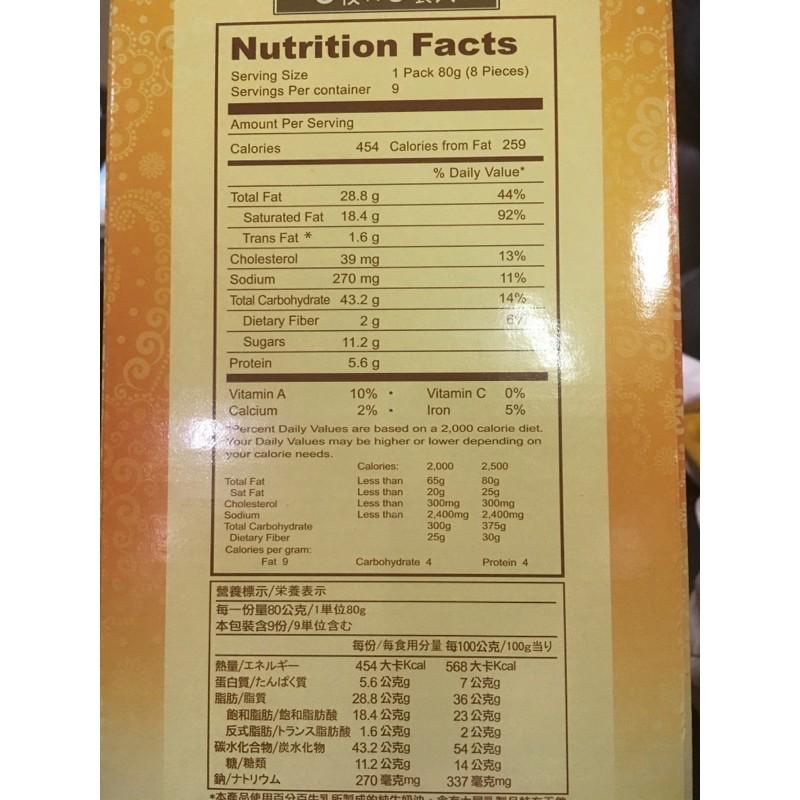 Nutrition Facts
Serving Size 1 Pack 80g (8 Pieces)
Servings Per container 9
Amount Per Serving
Calories 454 Calories from Fat 259
% Daily Value*
Total Fat 28.8 g 44%
Saturated Fat 18.4 g 92%
Trans Fat * 1.6 g
Cholesterol 39 mg 13%
Sodium 270 mg 11%
Total Carbohydrate 43.2 g 14%
Dietary Fiber 2 g
Sugars 11.2 g
Protein 5.6 g
Vitamin A 10% • Vitamin C 0%
Calcium 2% • Iron 5%
*Percent Daily Values are based on a 2,000 calorie diet.
Your Daily Values may be higher or lower depending on
your calorie needs.
Calories: 2,000 2,500
Total Fat Less than 65g 80g
Sat Fat Less than 20g 25g
Cholesterol Less than 300mg 300mg
Sodium Less than 2,400mg 2,400mg
Total Carbohydrate 300g 375g
Dietary Fiber 25g 30g
Calories per gram:
Fat 9 Carbohydrate 4 Protein 4
營養標示/栄養表示
每一份量80公克/1単位80g
本包裝含9份/9単位含む
每份/毎食用分量 每100公克/100g当り
熱量/エネルギー 454 大卡Kcal 568 大卡Kcal
蛋白質/たんぱく質 5.6 公克g 7 公克g
脂肪/脂質 28.8 公克g 36 公克g
飽和脂肪/飽和脂肪酸 18.4 公克g 23 公克g
反式脂肪/トランス脂肪酸 1.6 公克g 2 公克g
碳水化合物/炭水化物 43.2 公克g 54 公克g
糖/糖類 11.2 公克g 14 公克g
鈉/ナトリウム 270 毫克mg 337 毫克mg